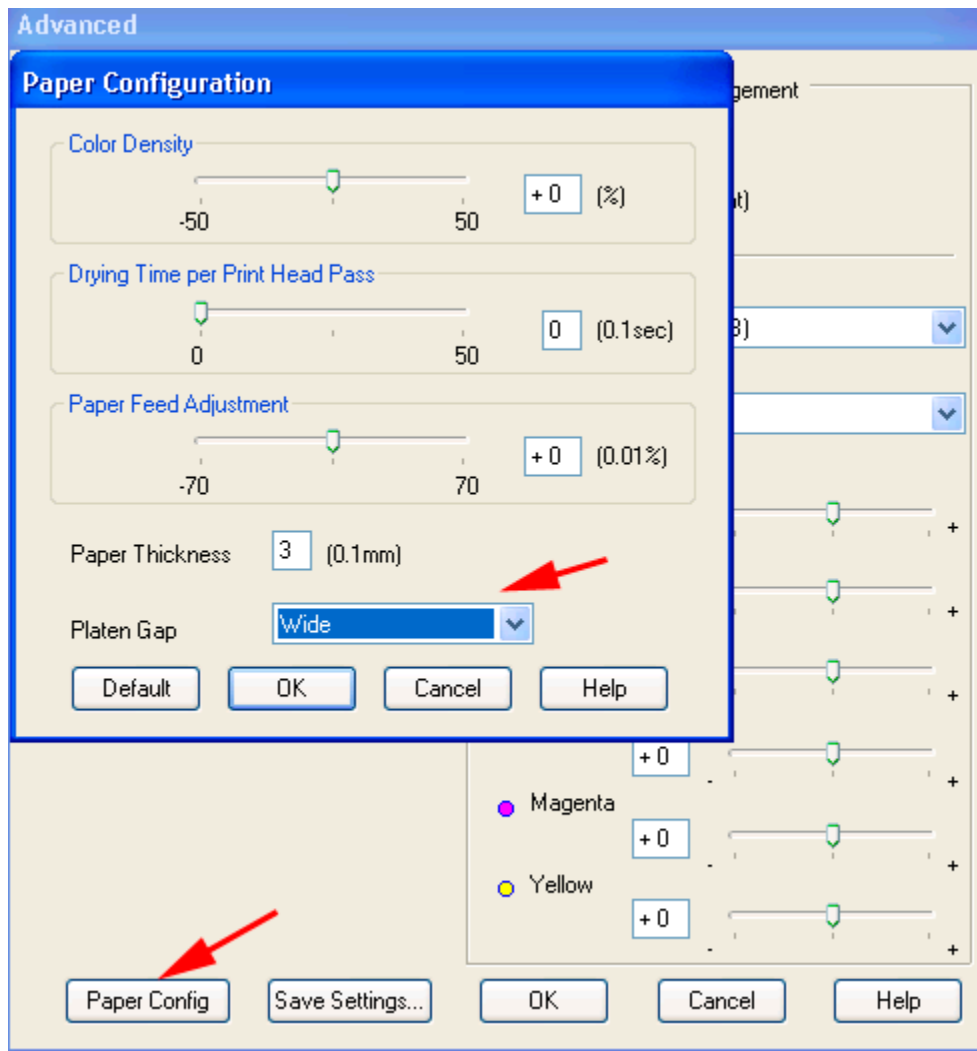 Advanced
Paper Configuration
gement
Color Density
+ 0 (%)
-50 50
t)
Drying Time per Print Head Pass
0 (0.1sec)
0 50
3)
Paper Feed Adjustment
+ 0 (0.01%)
-70 70
Paper Thickness 3 (0.1mm)
+
Platen Gap Wide
+
Default OK Cancel Help
+
+ 0
- +
Magenta
+ 0
- +
Yellow
+ 0
- +
Paper Config Save Settings... OK Cancel Help